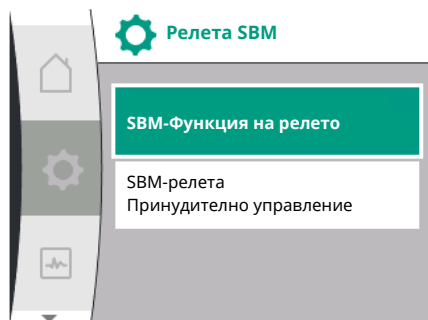 Релета SBM
SBM-Функция на релето
SBM-релета
Принудително управление